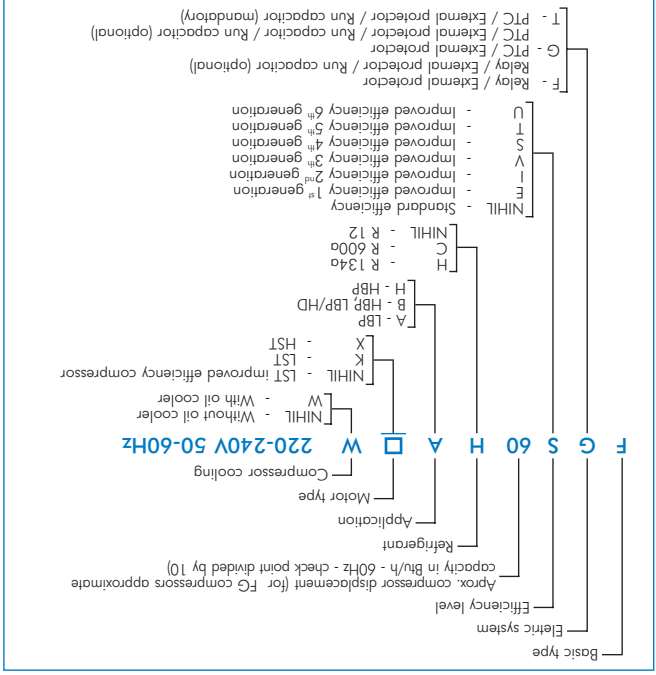 Basic type
Eletric system
Efficiency level
Aprox. compressor displacement (for FG compressors approximate
capacity in Btu/h - 60Hz - check point divided by 10)
Refrigerant
Application
Motor type
Compressor cooling
F G S 60 H A □ W 220-240V 50-60Hz
NIHIL - Without oil cooler
W - With oil cooler
NIHIL - LST improved efficiency compressor
K - LST
X - HST
A - LBP
B - HBP, LBP/HD
H - HBP
H - R 134a
C - R 600a
NIHIL - R 12
NIHIL - Standard efficiency
E - Improved efficiency 1st generation
I - Improved efficiency 2nd generation
V - Improved efficiency 3th generation
S - Improved efficiency 4th generation
T - Improved efficiency 5th generation
U - Improved efficiency 6th generation
F - Relay / External protector
Relay / External protector / Run capacitor (optional)
G - PTC / External protector
PTC / External protector / Run capacitor (optional)
T - PTC / External protector / Run capacitor (mandatory)